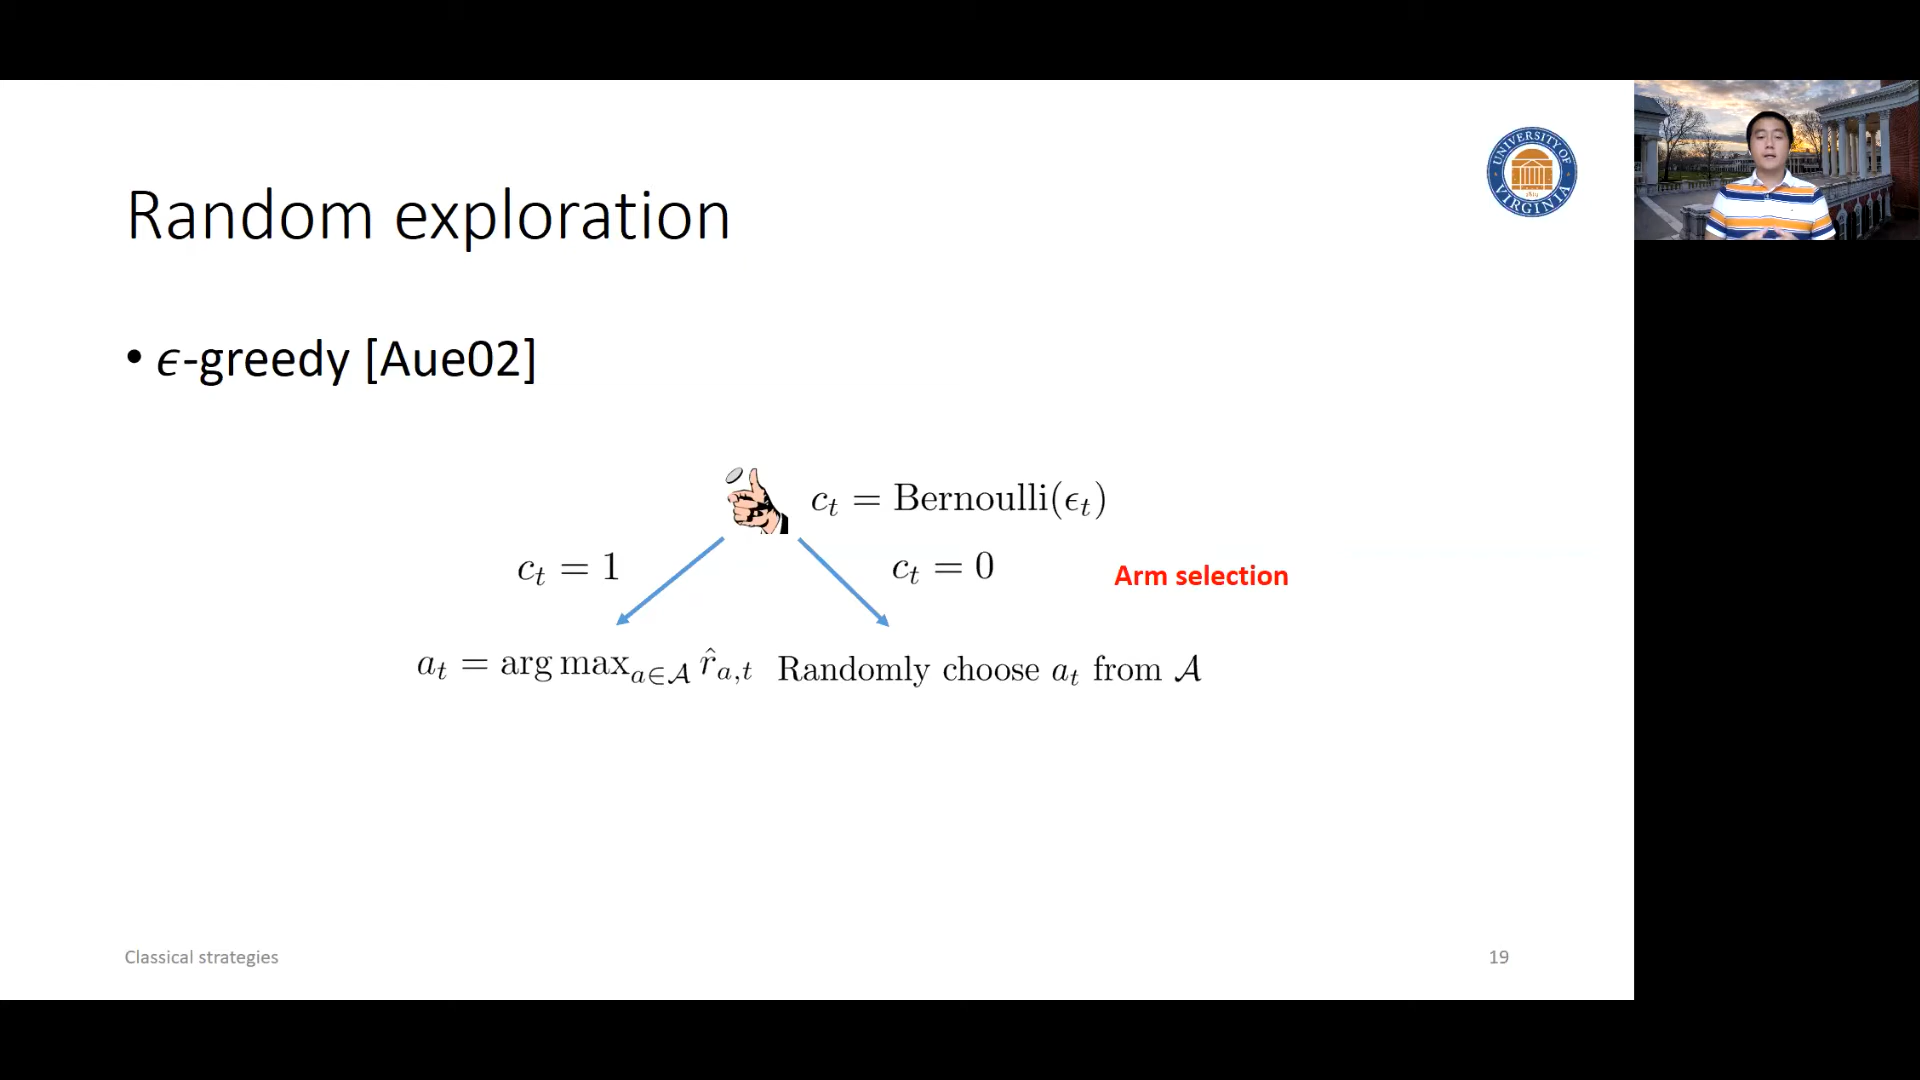 UNIVERSITY OF VIRGINIA
1819
Random exploration
• ϵ-greedy [Aue02]
c_t = Bernoulli(ϵ_t)
c_t = 1
c_t = 0
Arm selection
a_t = arg max_{a∈𝒜} r̂_{a,t}
Randomly choose a_t from 𝒜
Classical strategies
19